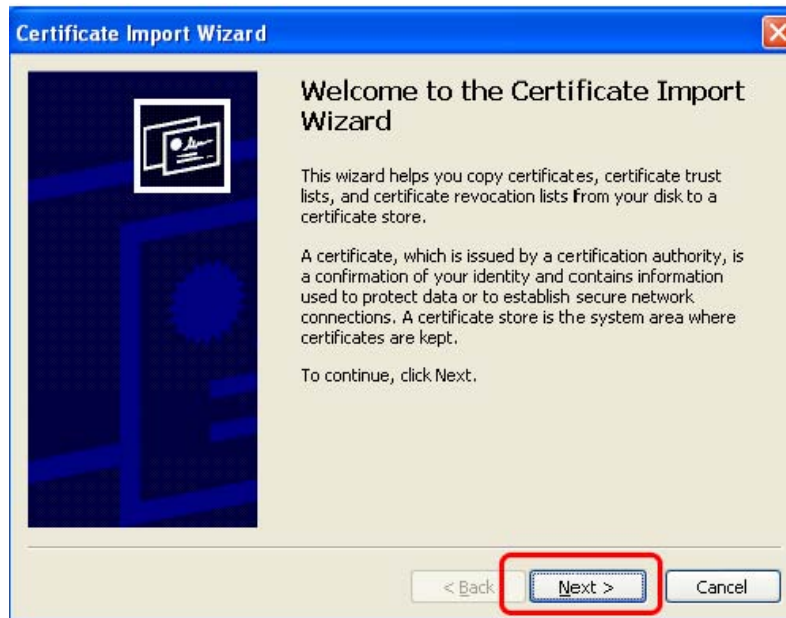 Certificate Import Wizard
Welcome to the Certificate Import
Wizard
This wizard helps you copy certificates, certificate trust
lists, and certificate revocation lists from your disk to a
certificate store.
A certificate, which is issued by a certification authority, is
a confirmation of your identity and contains information
used to protect data or to establish secure network
connections. A certificate store is the system area where
certificates are kept.
To continue, click Next.
< Back
Next >
Cancel